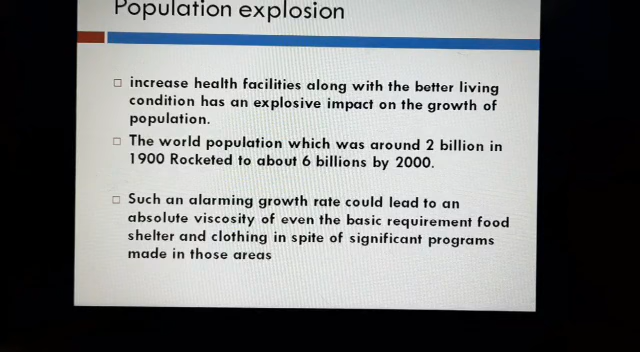 Population explosion
increase health facilities along with the better living
condition has an explosive impact on the growth of
population.
The world population which was around 2 billion in
1900 Rocketed to about 6 billions by 2000.
Such an alarming growth rate could lead to an
absolute viscosity of even the basic requirement food
shelter and clothing in spite of significant programs
made in those areas